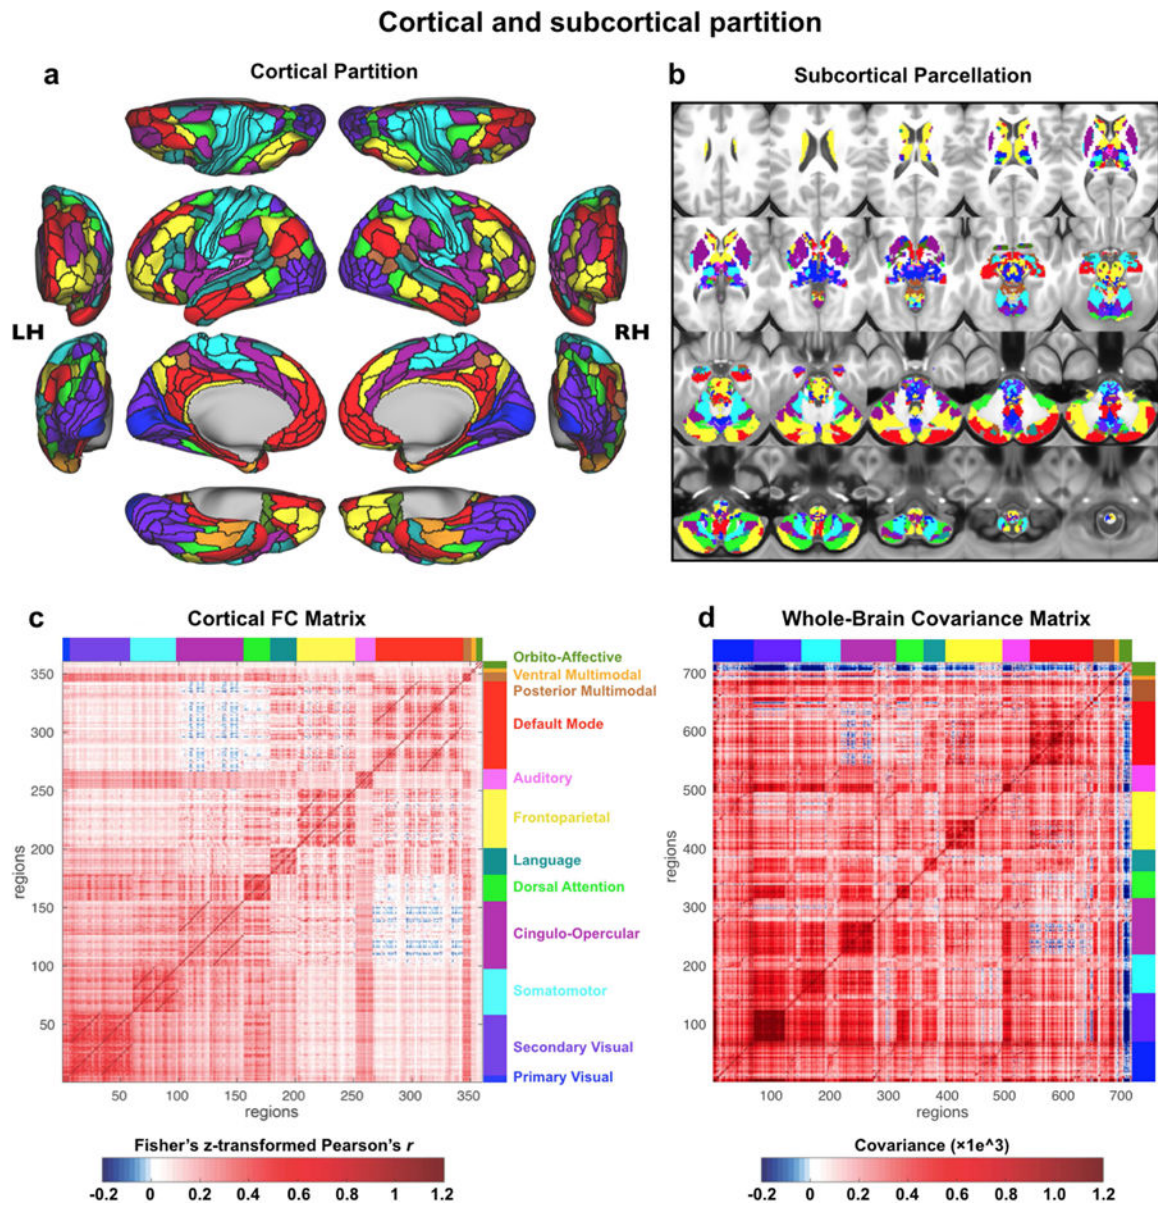 Cortical and subcortical partition
a
Cortical Partition
b
Subcortical Parcellation
LH
RH
c
Cortical FC Matrix
d
Whole-Brain Covariance Matrix
350
300
250
200
150
100
50
regions
50
100
150
200
250
300
350
regions
Orbito-Affective
Ventral Multimodal
Posterior Multimodal
Default Mode
Auditory
Frontoparietal
Language
Dorsal Attention
Cingulo-Opercular
Somatomotor
Secondary Visual
Primary Visual
700
600
500
400
300
200
100
regions
100
200
300
400
500
600
700
regions
Fisher's z-transformed Pearson's r
-0.2 0 0.2 0.4 0.6 0.8 1 1.2
Covariance (×1e^3)
-0.2 0 0.2 0.4 0.6 0.8 1.0 1.2